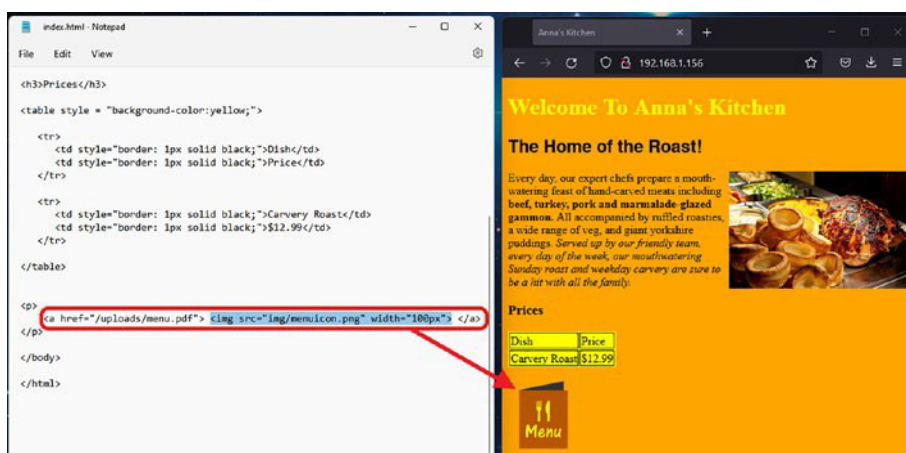 index.html - Notepad
File Edit View
<h3>Prices</h3>
<table style = "background-color:yellow;">
<tr>
<td style="border: 1px solid black;">Dish</td>
<td style="border: 1px solid black;">Price</td>
</tr>
<tr>
<td style="border: 1px solid black;">Carvery Roast</td>
<td style="border: 1px solid black;">$12.99</td>
</tr>
</table>
<p>
<a href="/uploads/menu.pdf"> <img src="img/menuicon.png" width="100px"> </a>
</p>
</body>
</html>
Anna's Kitchen
192.168.1.156
Welcome To Anna's Kitchen
The Home of the Roast!
Every day, our expert chefs prepare a mouth-
watering feast of hand-carved meats including
beef, turkey, pork and marmalade-glazed
gammon. All accompanied by ruffled roasties,
a wide range of veg, and giant yorkshire
puddings. Served up by our friendly team,
every day of the week, our mouthwatering
Sunday roast and weekday carvery are sure to
be a hit with all the family.
Prices
Dish Price
Carvery Roast $12.99
Menu